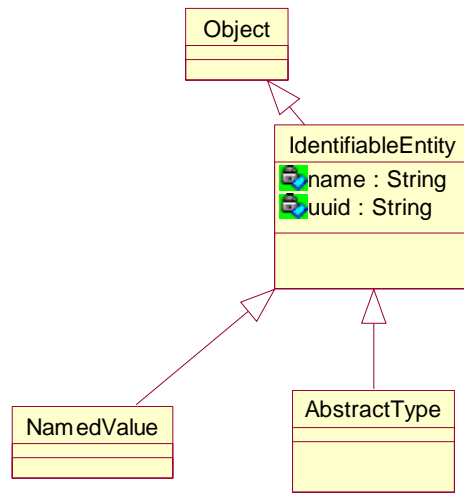 Object
IdentifiableEntity
name : String
uuid : String
NamedValue
AbstractType